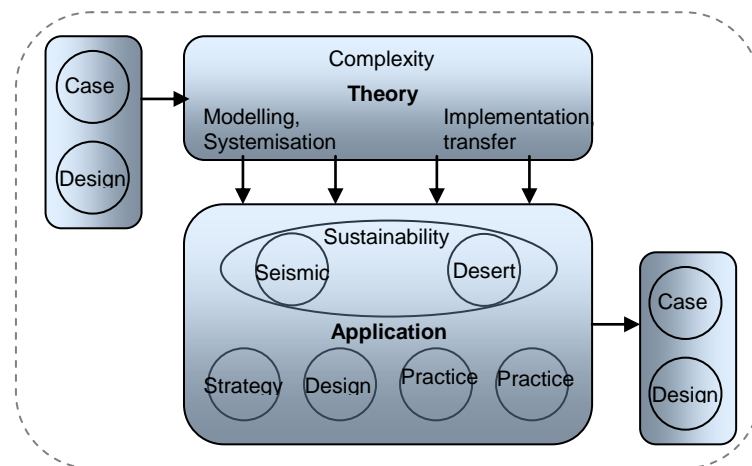 Case
Design
Complexity
Theory
Modelling,
Systemisation
Implementation,
transfer
Sustainability
Seismic
Desert
Application
Strategy
Design
Practice
Practice
Case
Design